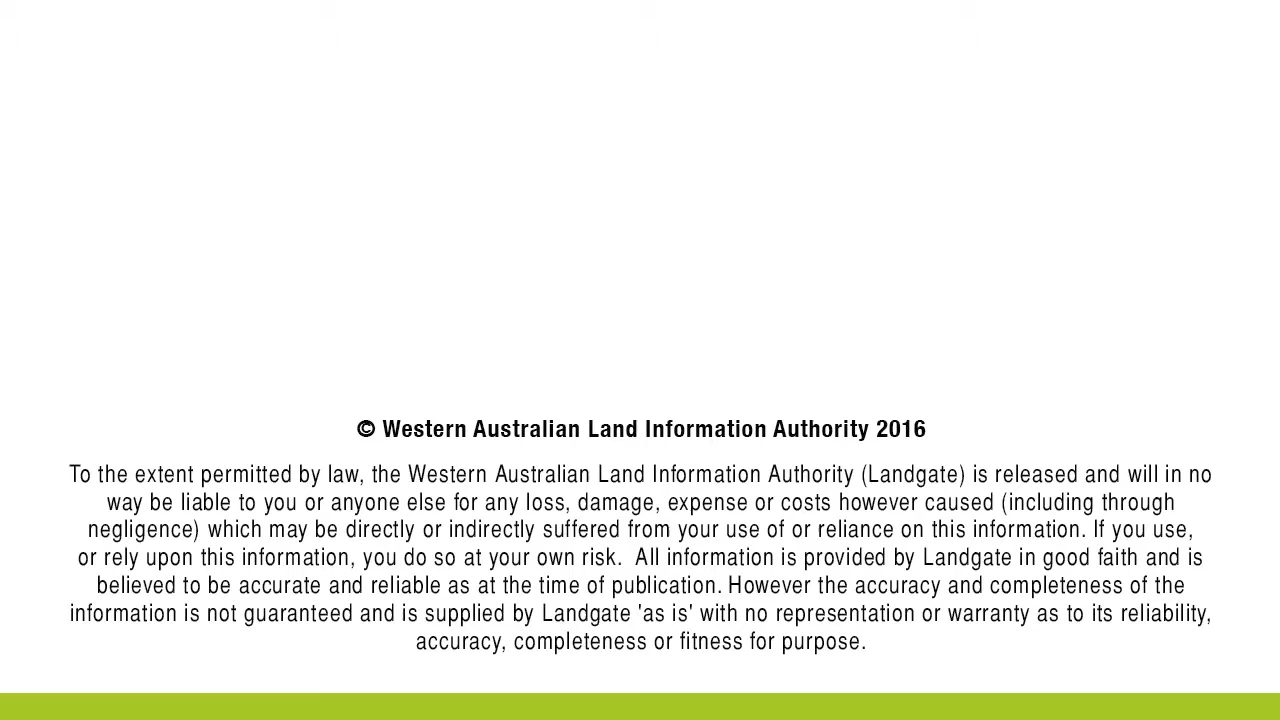 © Western Australian Land Information Authority 2016
To the extent permitted by law, the Western Australian Land Information Authority (Landgate) is released and will in no
way be liable to you or anyone else for any loss, damage, expense or costs however caused (including through
negligence) which may be directly or indirectly suffered from your use of or reliance on this information. If you use,
or rely upon this information, you do so at your own risk.  All information is provided by Landgate in good faith and is
believed to be accurate and reliable as at the time of publication. However the accuracy and completeness of the
information is not guaranteed and is supplied by Landgate 'as is' with no representation or warranty as to its reliability,
accuracy, completeness or fitness for purpose.